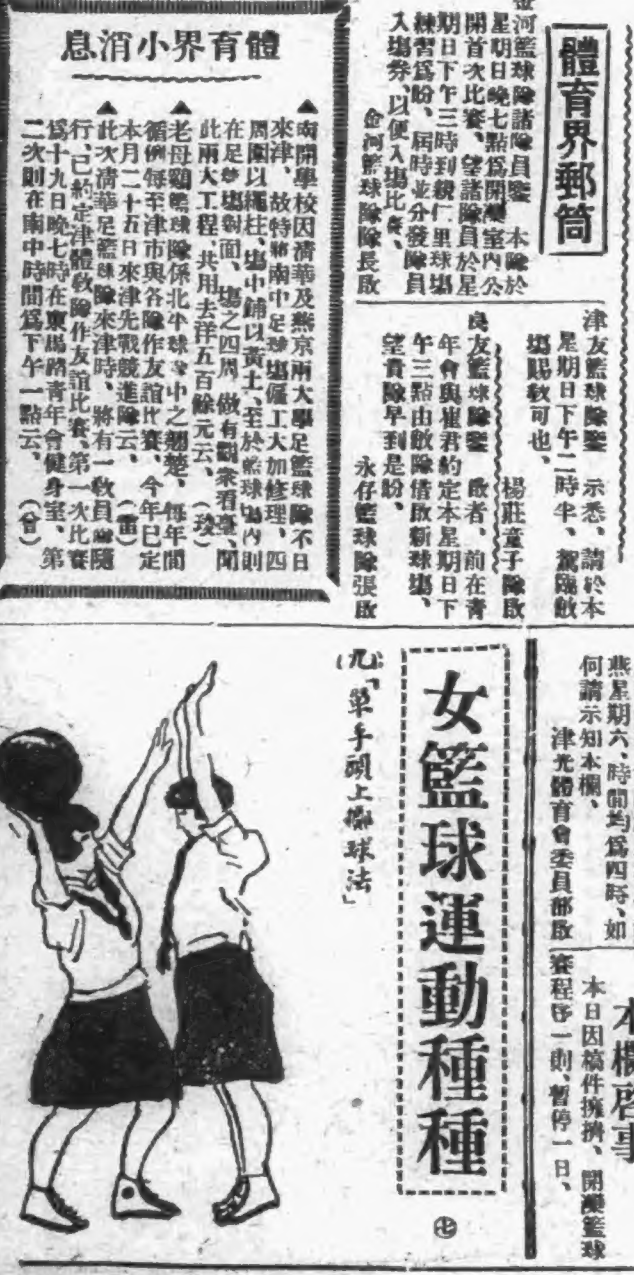 體育界郵筒
金河籃球隊諸隊員鑒　本隊於
星期日晚七點爲開灤室內公
開首次比賽、望諸隊員於星
期日下午三時到親仁里球場
練習爲盼、屆時並分發隊員
入場券、以便入場比賽、
金河籃球隊隊長啟
津友籃球隊鑒　示悉、請於本
星期日下午二時半、駕臨敝
場賜教可也、
楊莊童子隊啟
良友籃球隊鑒　敬者、前在青
年會與崔君約定本星期日下
午三點由敝隊借啟新球場、
望貴隊早到是盼、
永存籃球隊張啟
體育界小消息
▲南開學校因清華及燕京兩大學足籃球隊不日
來津、故特將南中足球場僱工大加修理、四
周圍以繩柱、場中鋪以黃土、至於籃球場內則
在足球場對面、場之四周、做有觀衆看臺、聞
此兩大工程、共用去洋五百餘元云、（琰）
▲老母雞籃球隊係北半球中之翹楚、每年間
循例每至津市與各隊作友誼比賽、今年已定
本月二十五日來津先戰競進隊云、（雷）
▲此次清華足籃球隊來津時、將有一教員隊隨
行、已約定津體教隊作友誼比賽、第一次比賽
爲十九日晚七時在東馬路青年會健身室、第
二次則在南中時間爲下午一點云、（會）
燕星期六、時間均爲四時、如
何請示知本欄、
津光體育會委員部啟
本欄啓事
本日因稿件擁擠、開灤籃球
賽程序一則、暫停一日、
女籃球運動種種
㊆
(九)「單手頭上擲球法」